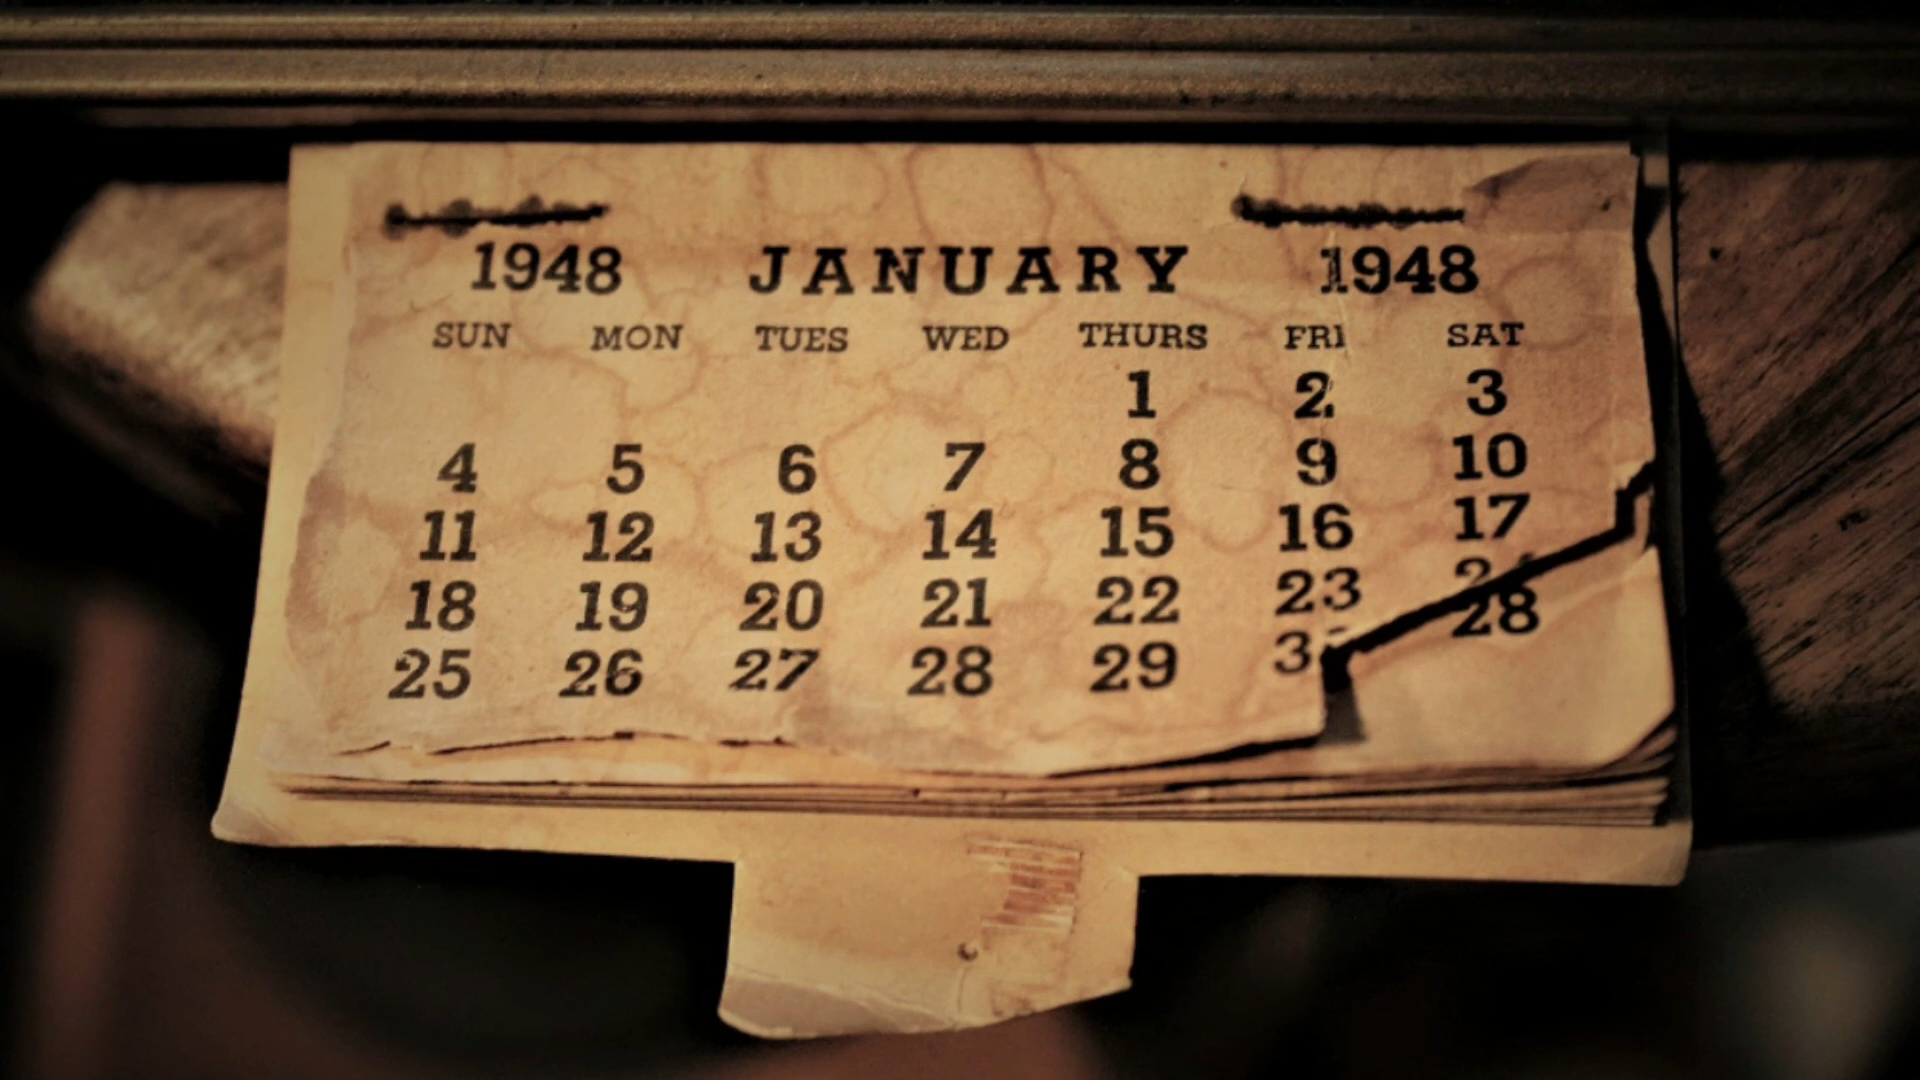 1948 JANUARY 1948
SUN MON TUES WED THURS FRI SAT
1 2 3
4 5 6 7 8 9 10
11 12 13 14 15 16 17
18 19 20 21 22 23
25 26 27 28 29
28